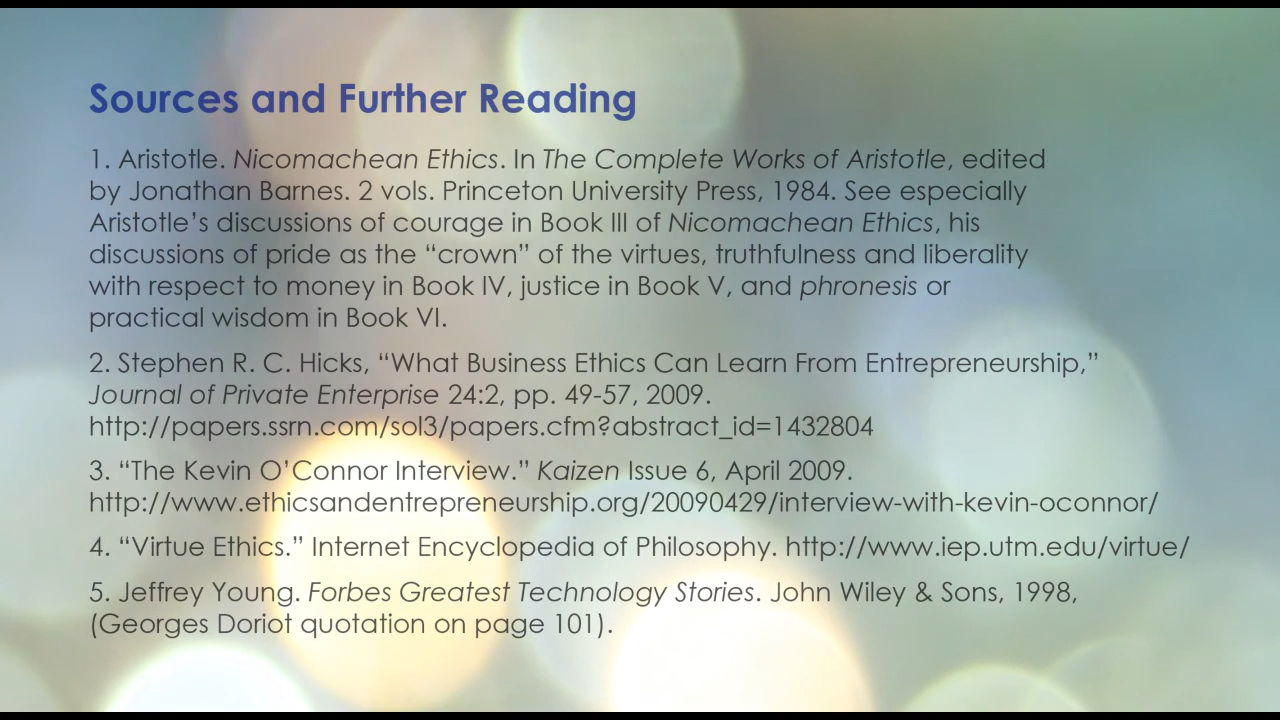 Sources and Further Reading
1. Aristotle. Nicomachean Ethics. In The Complete Works of Aristotle, edited
by Jonathan Barnes. 2 vols. Princeton University Press, 1984. See especially
Aristotle’s discussions of courage in Book III of Nicomachean Ethics, his
discussions of pride as the “crown” of the virtues, truthfulness and liberality
with respect to money in Book IV, justice in Book V, and phronesis or
practical wisdom in Book VI.
2. Stephen R. C. Hicks, “What Business Ethics Can Learn From Entrepreneurship,”
Journal of Private Enterprise 24:2, pp. 49-57, 2009.
http://papers.ssrn.com/sol3/papers.cfm?abstract_id=1432804
3. “The Kevin O’Connor Interview.” Kaizen Issue 6, April 2009.
http://www.ethicsandentrepreneurship.org/20090429/interview-with-kevin-oconnor/
4. “Virtue Ethics.” Internet Encyclopedia of Philosophy. http://www.iep.utm.edu/virtue/
5. Jeffrey Young. Forbes Greatest Technology Stories. John Wiley & Sons, 1998,
(Georges Doriot quotation on page 101).